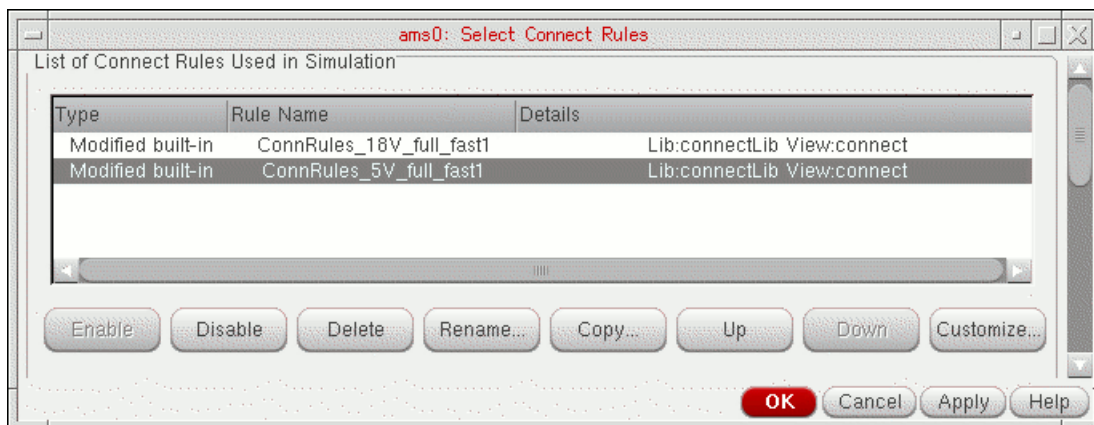 ams0: Select Connect Rules
List of Connect Rules Used in Simulation
Type Rule Name Details
Modified built-in ConnRules_18V_full_fast1 Lib:connectLib View:connect
Modified built-in ConnRules_5V_full_fast1 Lib:connectLib View:connect
Enable Disable Delete Rename... Copy... Up Down Customize...
OK Cancel Apply Help